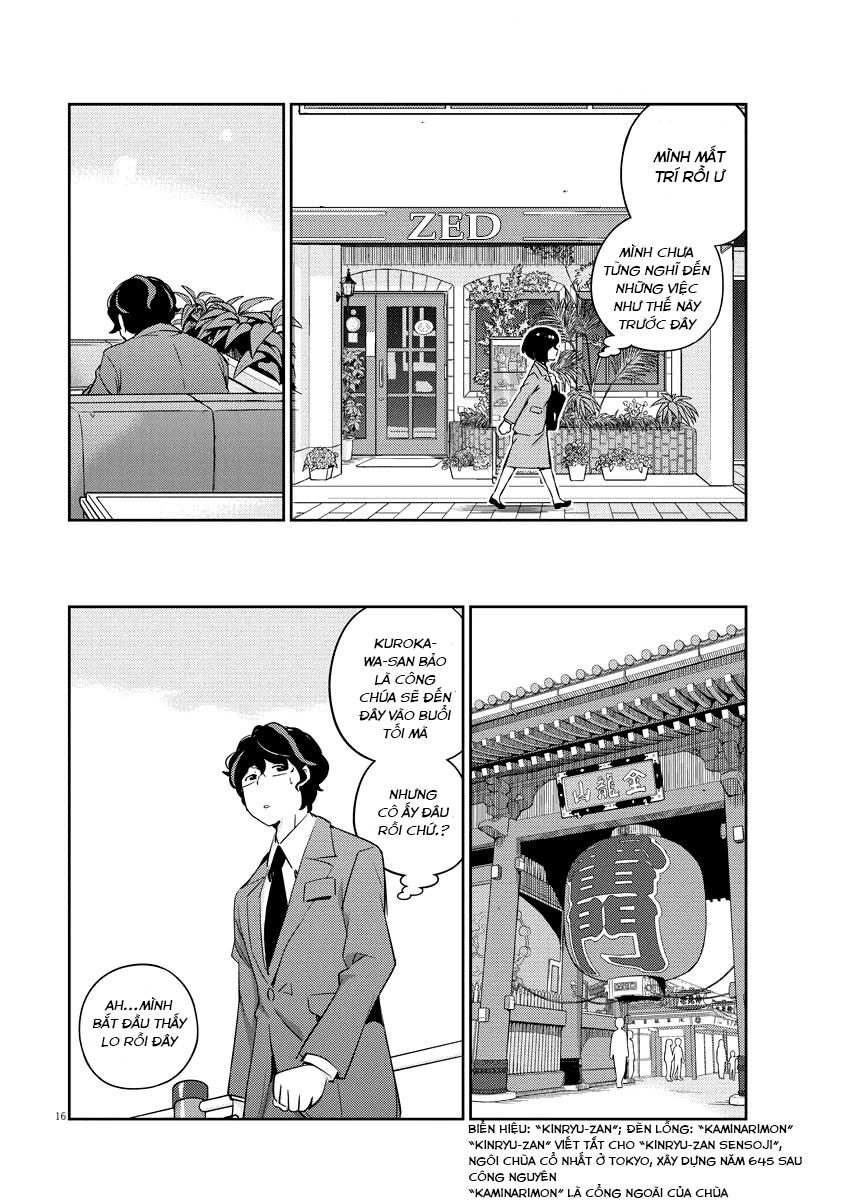 MÌNH MẤT
TRÍ RỒI Ư
ZED
MÌNH CHƯA
TỪNG NGHĨ ĐẾN
NHỮNG VIỆC
NHƯ THẾ NÀY
TRƯỚC ĐÂY
金龍山
雷門
KUROKA-
WA-SAN BẢO
LÀ CÔNG
CHÚA SẼ ĐẾN
ĐÂY VÀO BUỔI
TỐI MÀ
NHƯNG
CÔ ẤY ĐÂU
RỒI CHỨ.?
AH...MÌNH
BẮT ĐẦU THẤY
LO RỒI ĐÂY
16
BIỂN HIỆU: "KINRYU-ZAN"; ĐÈN LỒNG: "KAMINARIMON"
"KINRYU-ZAN" VIẾT TẮT CHO "KINRYU-ZAN SENSOJI",
NGÔI CHÙA CỔ NHẤT Ở TOKYO, XÂY DỰNG NĂM 645 SAU
CÔNG NGUYÊN
"KAMINARIMON" LÀ CỔNG NGOÀI CỦA CHÙA